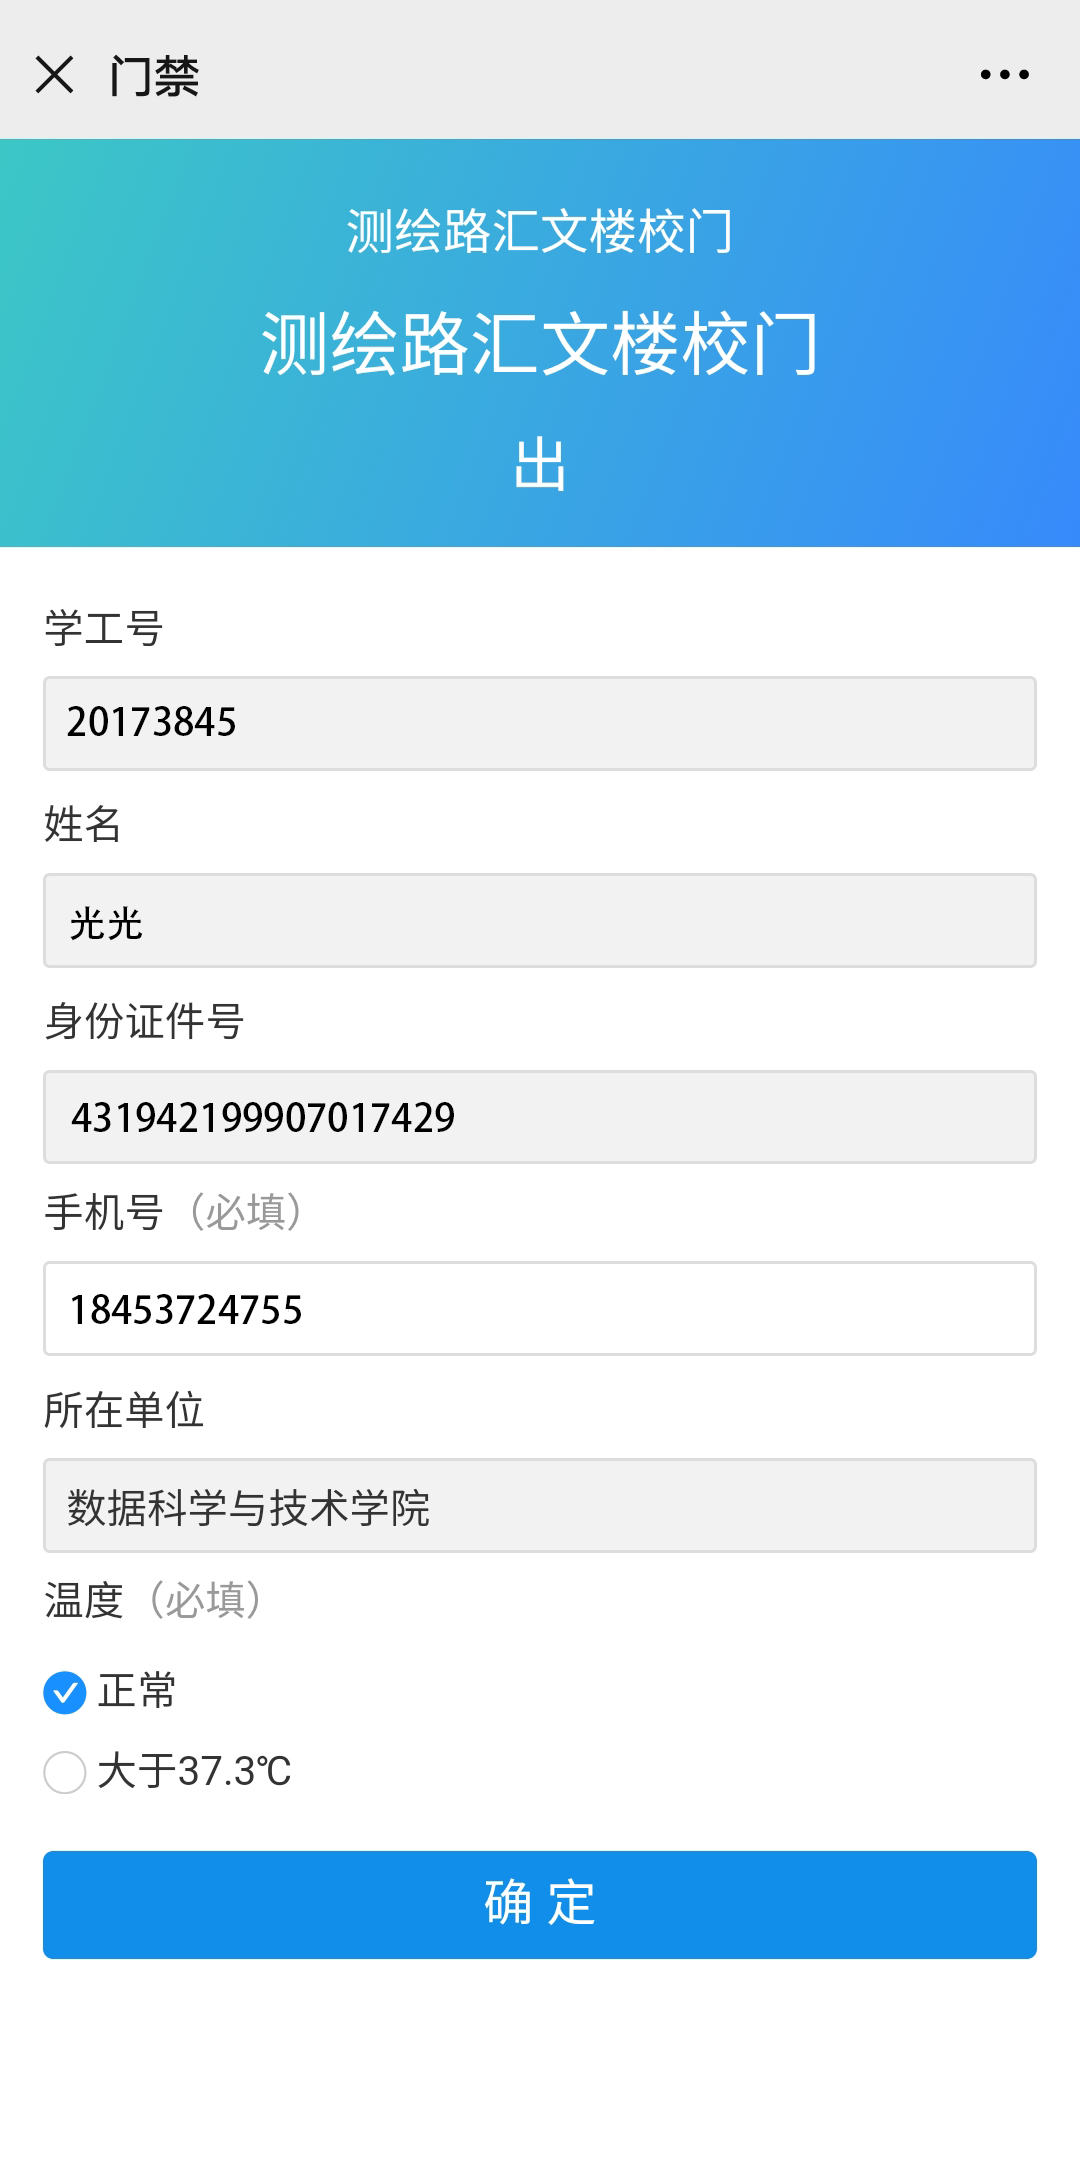 门禁
测绘路汇文楼校门
测绘路汇文楼校门
出
学工号
20173845
姓名
光光
身份证件号
431942199907017429
手机号（必填）
18453724755
所在单位
数据科学与技术学院
温度（必填）
正常
大于37.3℃
确 定